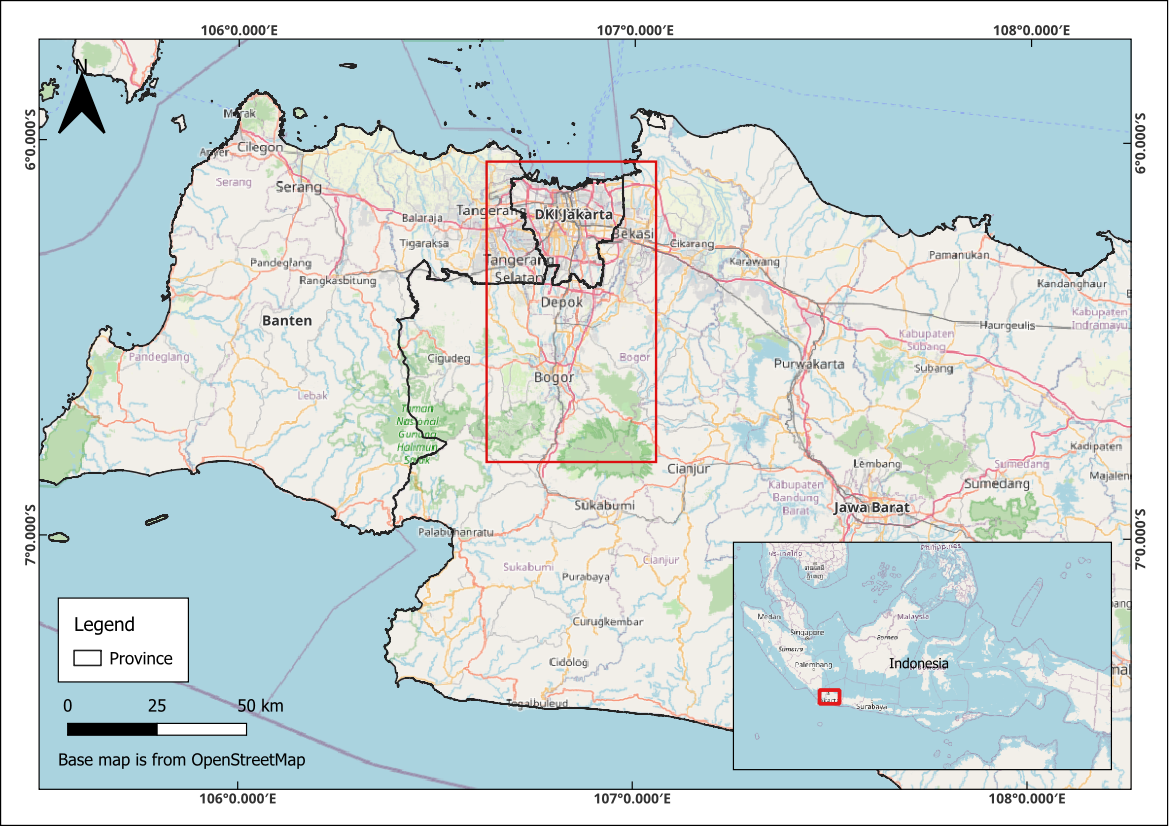 106°0.000′E
107°0.000′E
108°0.000′E
N
6°0.000′S
6°0.000′S
Merak
Anyer
Cilegon
Serang
Serang
Balaraja
Tangerang
DKI Jakarta
Tigaraksa
Bekasi
Cikarang
Pamanukan
Pandeglang
Tangerang
Selatan
Karawang
Rangkasbitung
Kandanghaur
Depok
Banten
Haurgeulis
Kabupaten
Indramayu
Kabupaten
Subang
Pandeglang
Cigudeg
Bogor
Purwakarta
Subang
Bogor
Lebak
Taman
Nasional
Gunung
Halimun
Salak
Kadipaten
Cianjur
Lembang
Sumedang
Majalen
Kabupaten
Bandung
Barat
Sumedang
Sukabumi
Jawa Barat
7°0.000′S
7°0.000′S
Palabuhanratu
Cianjur
Sukabumi
Purabaya
Curugkembar
Cidolog
Tegalbuleud
Legend
Province
0 25 50 km
Base map is from OpenStreetMap
Philippines
Medan
Malaysia
Singapore
Borneo
Sumatra
Palembang
Indonesia
Surabaya
106°0.000′E
107°0.000′E
108°0.000′E